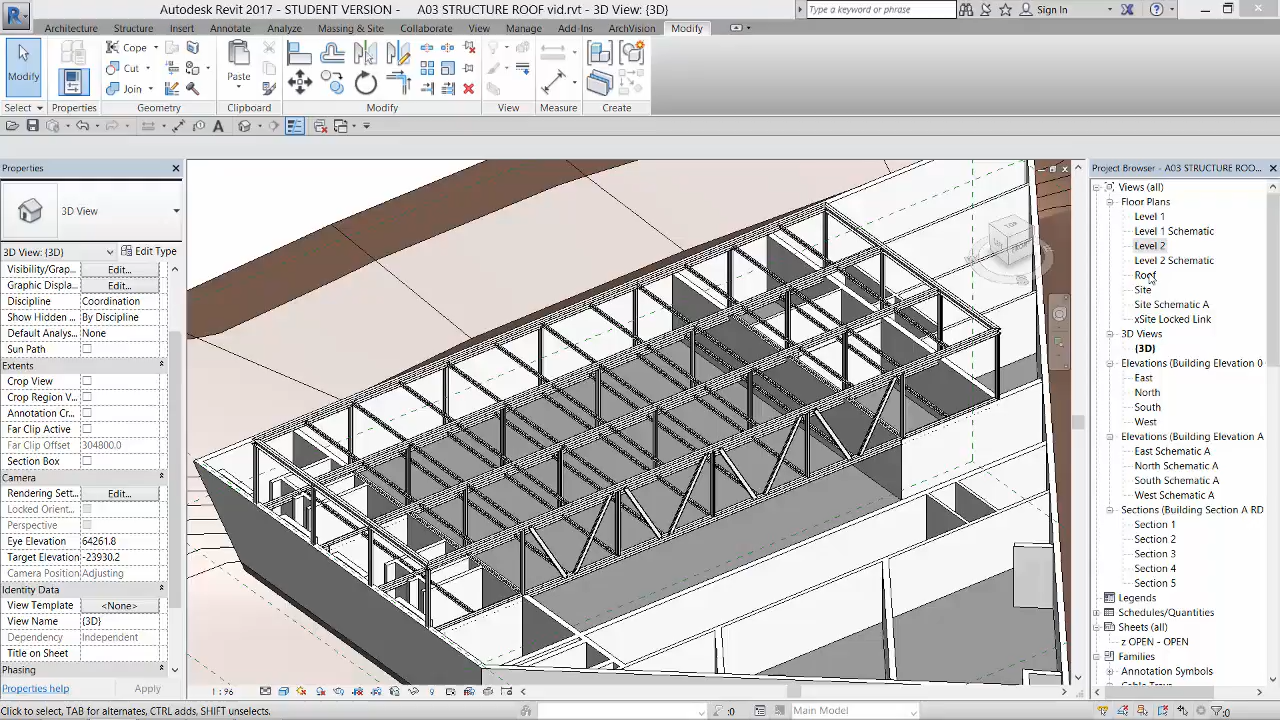 Autodesk Revit 2017 - STUDENT VERSION - A03 STRUCTURE ROOF vid.rvt - 3D View: {3D}
Type a keyword or phrase
Sign In
Architecture Structure Insert Annotate Analyze Massing & Site Collaborate View Manage Add-Ins ArchVision Modify
Modify
Cope
Cut
Join
Paste
Select Properties Geometry Clipboard Modify View Measure Create
Properties
3D View
3D View: {3D}
Edit Type
Visibility/Grap... Edit...
Graphic Displa... Edit...
Discipline Coordination
Show Hidden ... By Discipline
Default Analys... None
Sun Path
Extents
Crop View
Crop Region V...
Annotation Cr...
Far Clip Active
Far Clip Offset 304800.0
Section Box
Camera
Rendering Sett... Edit...
Locked Orient...
Perspective
Eye Elevation 64261.8
Target Elevation -23930.2
Camera Position Adjusting
Identity Data
View Template <None>
View Name {3D}
Dependency Independent
Title on Sheet
Phasing
Properties help
Apply
1 : 96
Project Browser - A03 STRUCTURE ROO...
Views (all)
Floor Plans
Level 1
Level 1 Schematic
Level 2
Level 2 Schematic
Roof
Site
Site Schematic A
xSite Locked Link
3D Views
{3D}
Elevations (Building Elevation 0
East
North
South
West
Elevations (Building Elevation A
East Schematic A
North Schematic A
South Schematic A
West Schematic A
Sections (Building Section A RD
Section 1
Section 2
Section 3
Section 4
Section 5
Legends
Schedules/Quantities
Sheets (all)
z OPEN - OPEN
Families
Annotation Symbols
Click to select, TAB for alternates, CTRL adds, SHIFT unselects.
:0
Main Model
:0